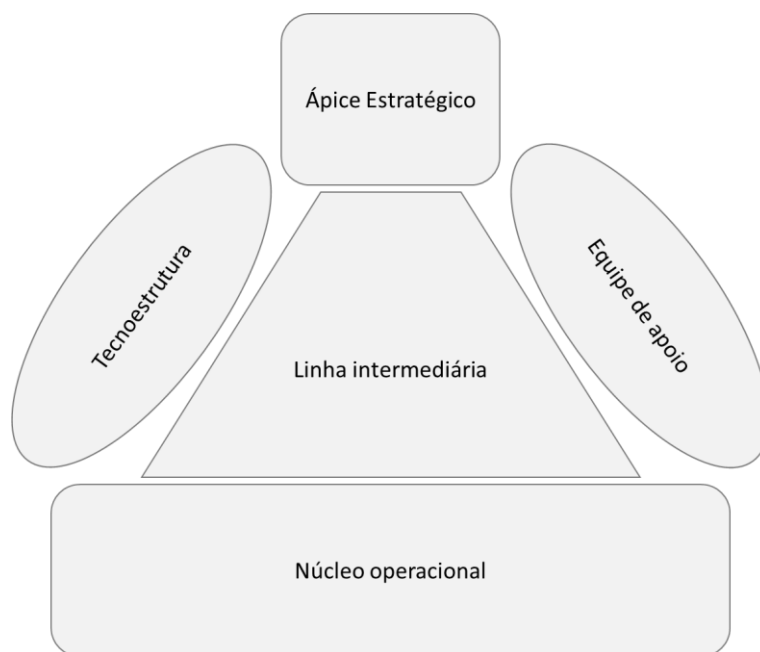 Ápice Estratégico
Tecnoestrutura
Equipe de apoio
Linha intermediária
Núcleo operacional